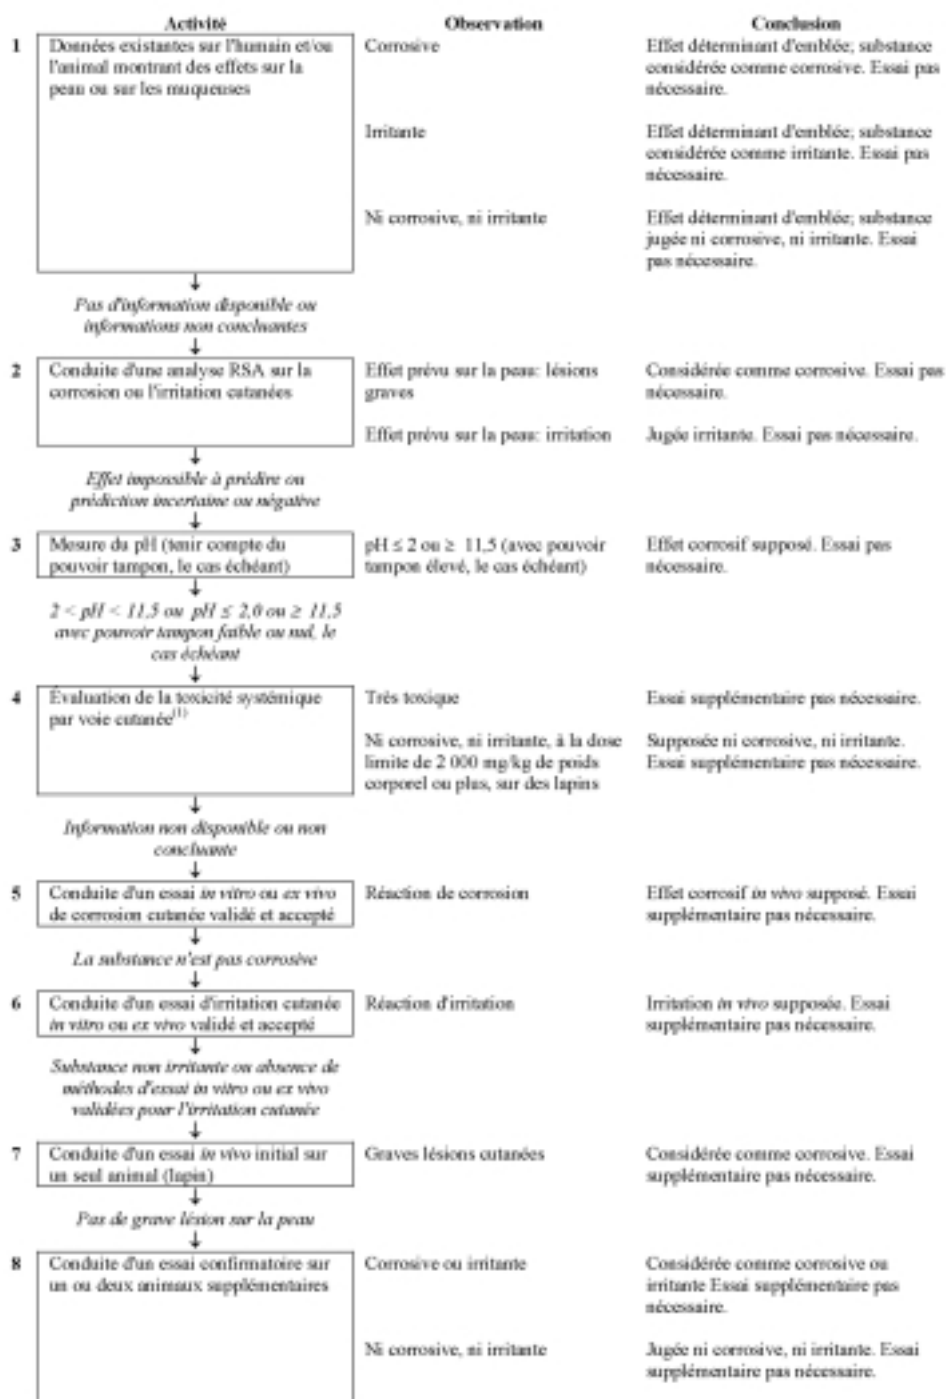 Activité Observation Conclusion
1 Données existantes sur l'humain et/ou Corrosive Effet déterminant d'emblée; substance
l'animal montrant des effets sur la considérée comme corrosive. Essai pas
peau ou sur les muqueuses nécessaire.
Irritante Effet déterminant d'emblée; substance
considérée comme irritante. Essai pas
nécessaire.
Ni corrosive, ni irritante Effet déterminant d'emblée; substance
jugée ni corrosive, ni irritante. Essai
pas nécessaire.
Pas d'information disponible ou
informations non concluantes
2 Conduite d'une analyse RSA sur la Effet prévu sur la peau: lésions Considérée comme corrosive. Essai pas
corrosion ou l'irritation cutanées graves nécessaire.
Effet prévu sur la peau: irritation Jugée irritante. Essai pas nécessaire.
Effet impossible à prédire ou
prédiction incertaine ou négative
3 Mesure du pH (tenir compte du pH ≤ 2 ou ≥ 11,5 (avec pouvoir Effet corrosif supposé. Essai pas
pouvoir tampon, le cas échéant) tampon élevé, le cas échéant) nécessaire.
2 < pH < 11,5 ou pH ≤ 2,0 ou ≥ 11,5
avec pouvoir tampon faible ou nul, le
cas échéant
4 Évaluation de la toxicité systémique Très toxique Essai supplémentaire pas nécessaire.
par voie cutanée(1)
Ni corrosive, ni irritante, à la dose Supposée ni corrosive, ni irritante.
limite de 2 000 mg/kg de poids Essai supplémentaire pas nécessaire.
corporel ou plus, sur des lapins
Information non disponible ou non
concluante
5 Conduite d'un essai in vitro ou ex vivo Réaction de corrosion Effet corrosif in vivo supposé. Essai
de corrosion cutanée validé et accepté supplémentaire pas nécessaire.
La substance n'est pas corrosive
6 Conduite d'un essai d'irritation cutanée Réaction d'irritation Irritation in vivo supposée. Essai
in vitro ou ex vivo validé et accepté supplémentaire pas nécessaire.
Substance non irritante ou absence de
méthodes d'essai in vitro ou ex vivo
validées pour l'irritation cutanée
7 Conduite d'un essai in vivo initial sur Graves lésions cutanées Considérée comme corrosive. Essai
un seul animal (lapin) supplémentaire pas nécessaire.
Pas de grave lésion sur la peau
8 Conduite d'un essai confirmatoire sur Corrosive ou irritante Considérée comme corrosive ou
un ou deux animaux supplémentaires irritante Essai supplémentaire pas
nécessaire.
Ni corrosive, ni irritante Jugée ni corrosive, ni irritante. Essai
supplémentaire pas nécessaire.